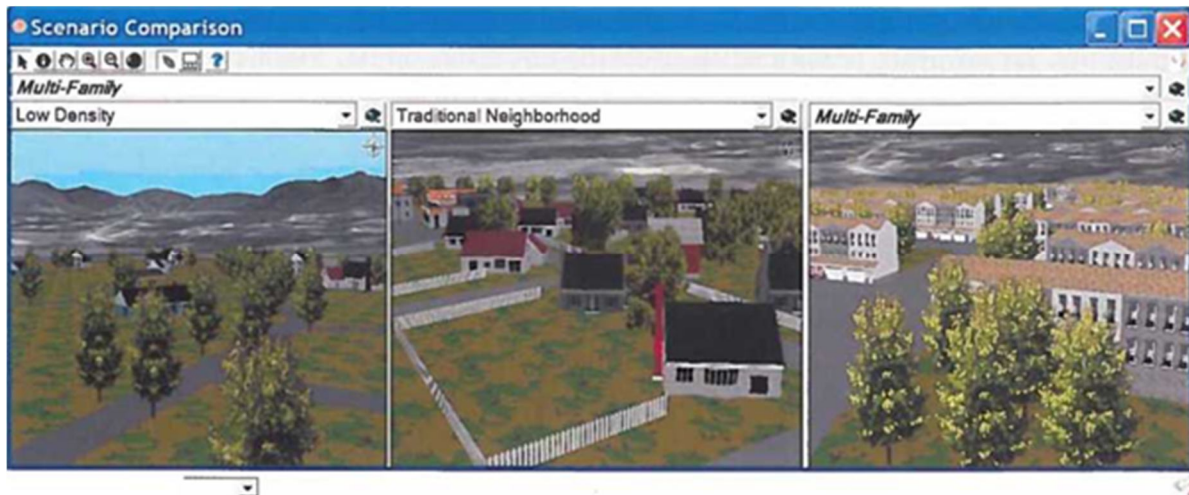 Scenario Comparison
Multi-Family
Low Density
Traditional Neighborhood
Multi-Family